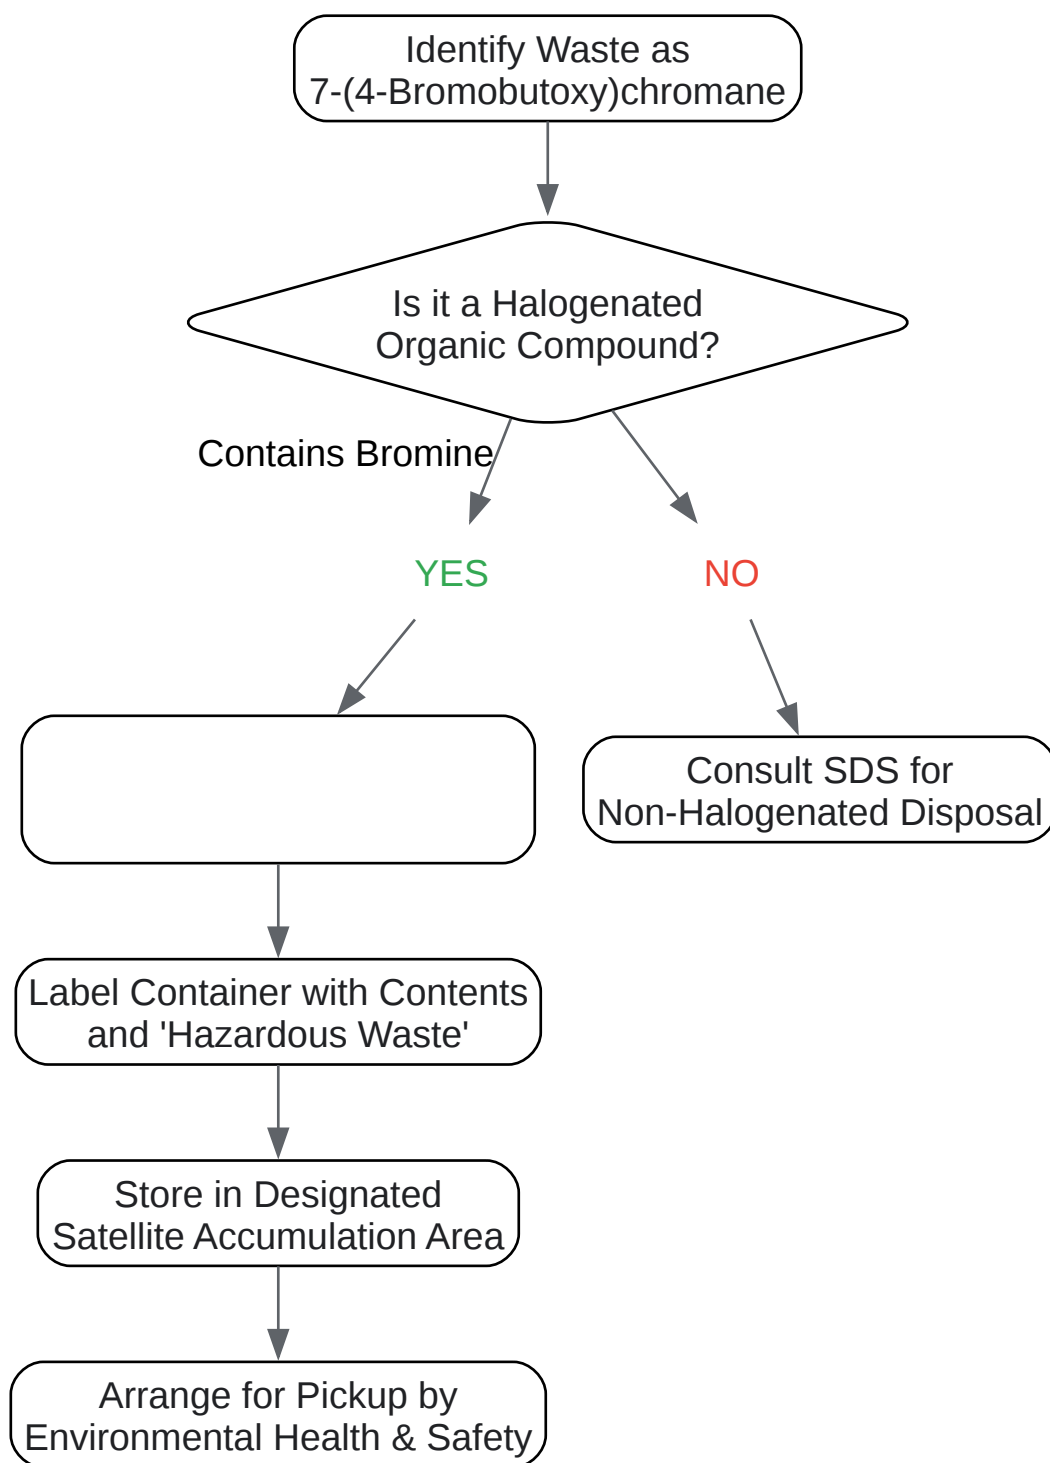 Identify Waste as
7-(4-Bromobutoxy)chromane
Is it a Halogenated
Organic Compound?
Contains Bromine
YES
NO
Consult SDS for
Non-Halogenated Disposal
Label Container with Contents
and 'Hazardous Waste'
Store in Designated
Satellite Accumulation Area
Arrange for Pickup by
Environmental Health & Safety